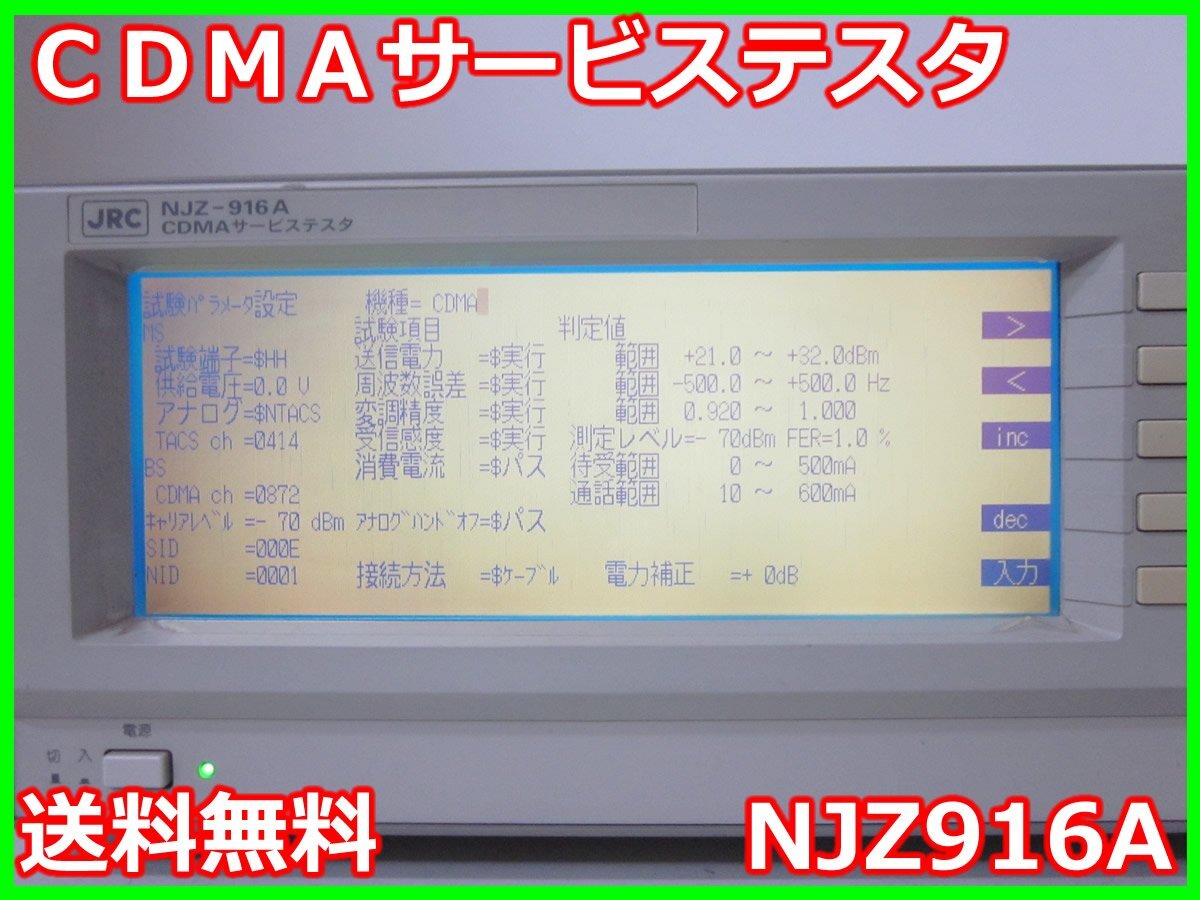 ＣＤＭＡサービステスタ
JRC NJZ-916A
CDMAサービステスタ
試験ﾊﾟﾗﾒｰﾀ設定 機種= CDMA
MS 試験項目 判定値 >
試験端子=$HH 送信電力 =$実行 範囲 +21.0 ～ +32.0dBm
供給電圧=0.0 V 周波数誤差 =$実行 範囲 -500.0 ～ +500.0 Hz <
アナログ=$NTACS 変調精度 =$実行 範囲 0.920 ～ 1.000
TACS ch =0414 受信感度 =$実行 測定レベル=- 70dBm FER=1.0 % inc
BS 消費電流 =$パス 待受範囲 0 ～ 500mA
CDMA ch =0872 通話範囲 10 ～ 600mA
ｷｬﾘｱﾚﾍﾞﾙ =- 70 dBm ｱﾅﾛｸﾞﾊﾝﾄﾞｵﾌ=$パス dec
SID =000E
NID =0001 接続方法 =$ｹｰﾌﾞﾙ 電力補正 =+ 0dB 入力
電源
切 入
送料無料
NJZ916A